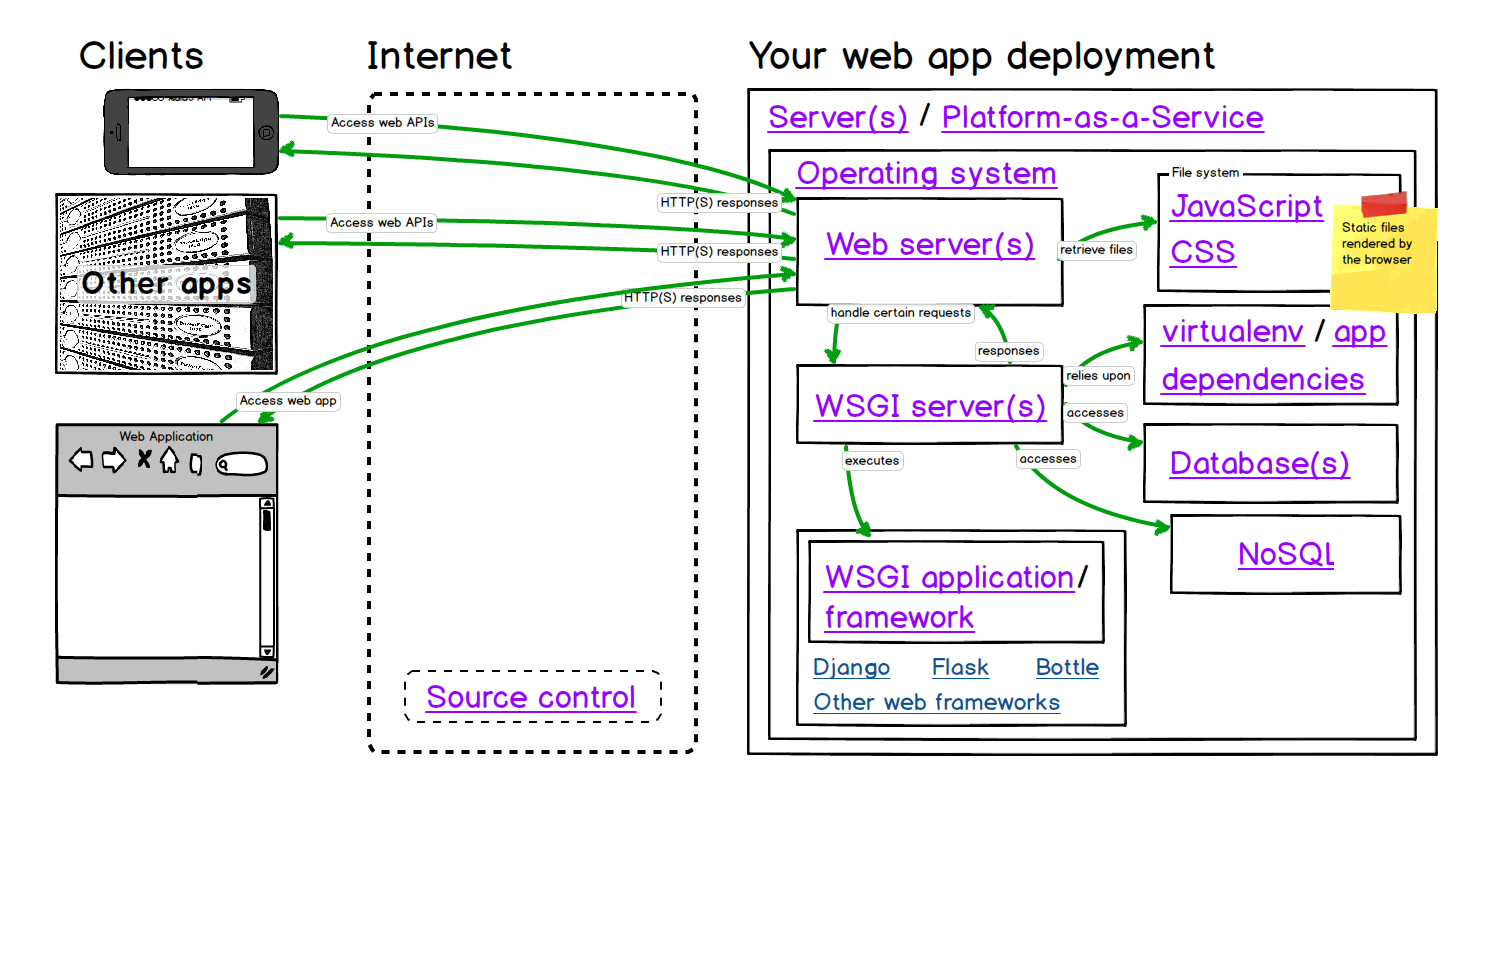 Clients
Internet
Your web app deployment
Server(s) / Platform-as-a-Service
Access web APIs
Operating system
File system
JavaScript
CSS
Static files
rendered by
the browser
HTTP(S) responses
Access web APIs
Web server(s)
retrieve files
HTTP(S) responses
Other apps
HTTP(S) responses
handle certain requests
responses
virtualenv / app
dependencies
relies upon
WSGI server(s)
accesses
Access web app
Web Application
executes
accesses
Database(s)
NoSQL
WSGI application/
framework
Django Flask Bottle
Other web frameworks
Source control